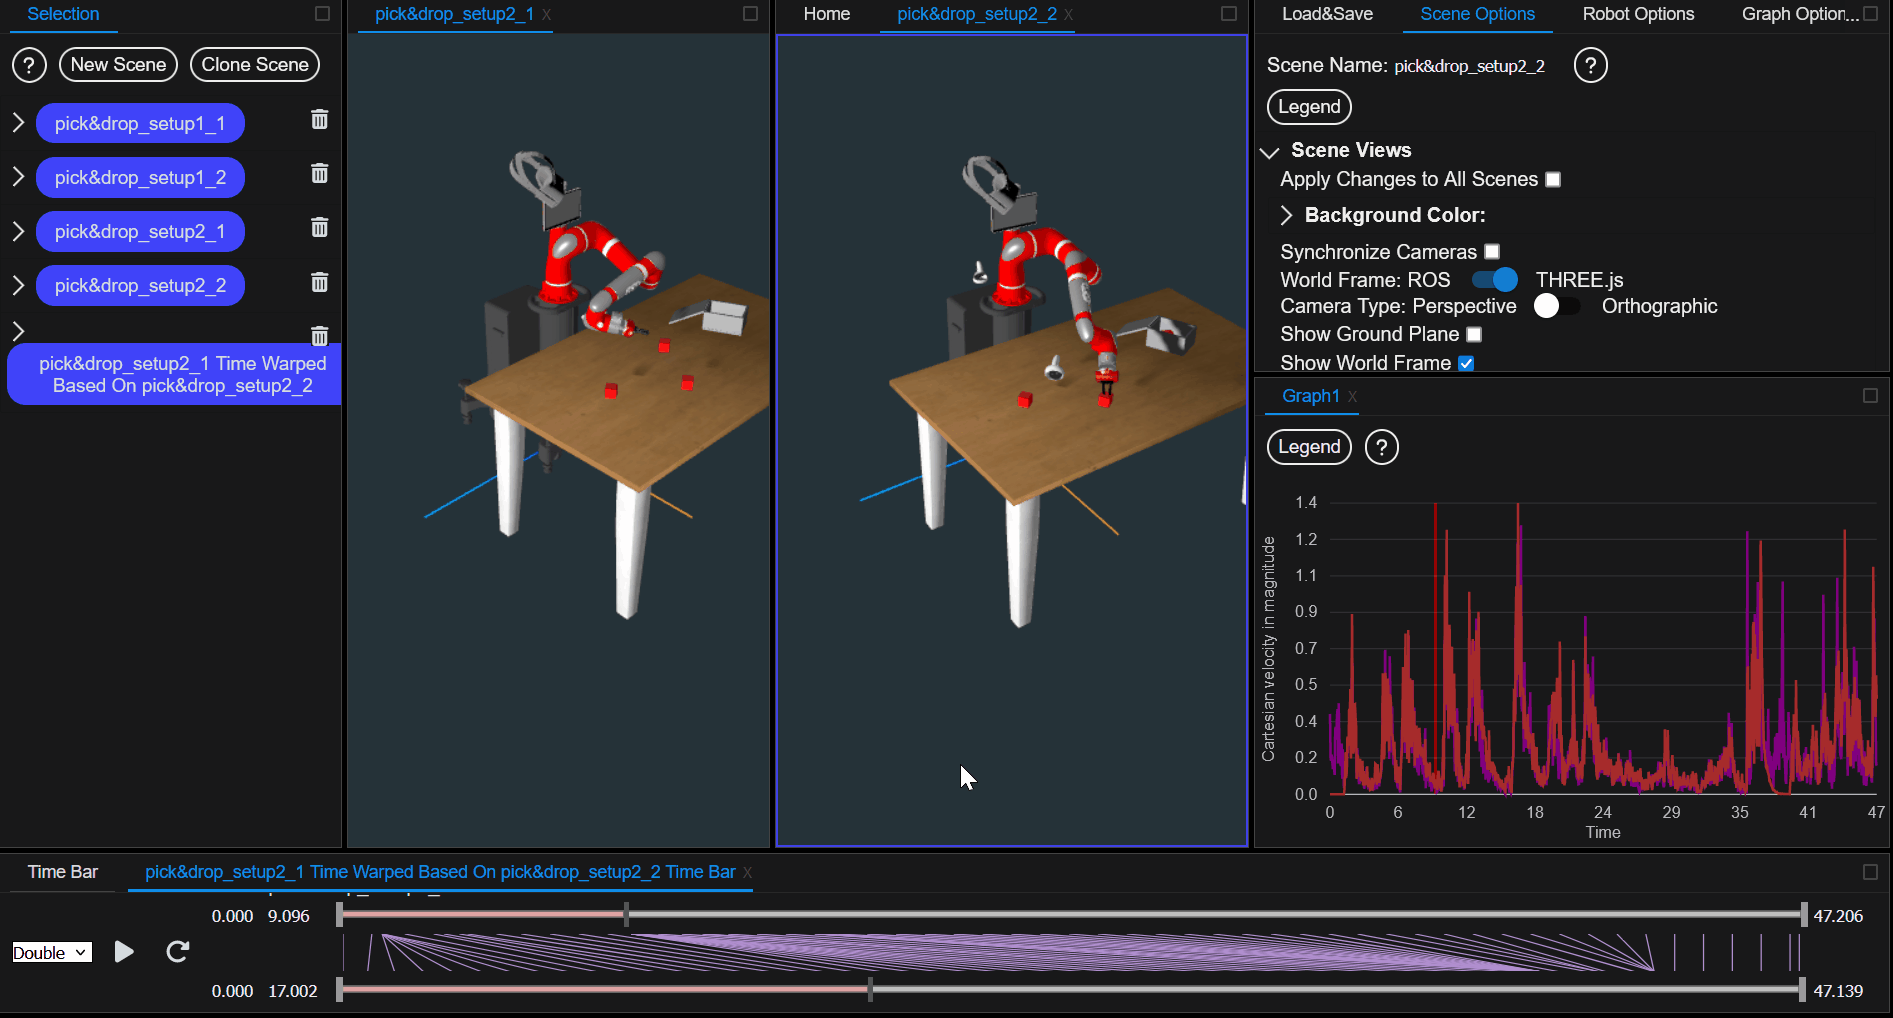 Selection
pick&drop_setup2_1 X
Home
pick&drop_setup2_2 X
Load&Save
Scene Options
Robot Options
Graph Option...
?
New Scene
Clone Scene
pick&drop_setup1_1
pick&drop_setup1_2
pick&drop_setup2_1
pick&drop_setup2_2
pick&drop_setup2_1 Time Warped
Based On pick&drop_setup2_2
Scene Name: pick&drop_setup2_2
?
Legend
Scene Views
Apply Changes to All Scenes
Background Color:
Synchronize Cameras
World Frame: ROS THREE.js
Camera Type: Perspective Orthographic
Show Ground Plane
Show World Frame
Graph1 X
Legend
?
Cartesian velocity in magnitude
1.4
1.2
1.1
0.9
0.7
0.5
0.4
0.2
0.0
0 6 12 18 24 29 35 41 47
Time
Time Bar
pick&drop_setup2_1 Time Warped Based On pick&drop_setup2_2 Time Bar X
0.000 9.096 47.206
Double
0.000 17.002 47.139